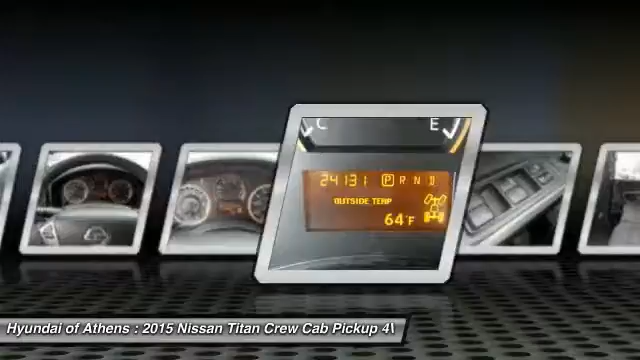 C E
24131 P R N D
OUTSIDE TEMP
64°F
Hyundai of Athens : 2015 Nissan Titan Crew Cab Pickup 4\